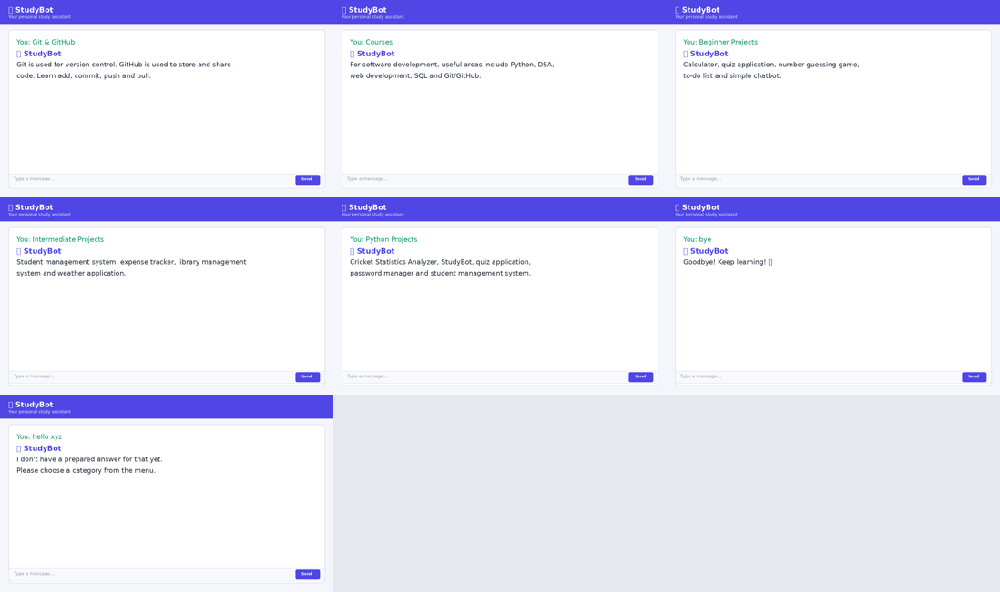 StudyBot
Your personal study assistant
You: Git & GitHub
StudyBot
Git is used for version control. GitHub is used to store and share
code. Learn add, commit, push and pull.
Type a message...
Send
StudyBot
Your personal study assistant
You: Courses
StudyBot
For software development, useful areas include Python, DSA,
web development, SQL and Git/GitHub.
Type a message...
Send
StudyBot
Your personal study assistant
You: Beginner Projects
StudyBot
Calculator, quiz application, number guessing game,
to-do list and simple chatbot.
Type a message...
Send
StudyBot
Your personal study assistant
You: Intermediate Projects
StudyBot
Student management system, expense tracker, library management
system and weather application.
Type a message...
Send
StudyBot
Your personal study assistant
You: Python Projects
StudyBot
Cricket Statistics Analyzer, StudyBot, quiz application,
password manager and student management system.
Type a message...
Send
StudyBot
Your personal study assistant
You: bye
StudyBot
Goodbye! Keep learning!
Type a message...
Send
StudyBot
Your personal study assistant
You: hello xyz
StudyBot
I don't have a prepared answer for that yet.
Please choose a category from the menu.
Type a message...
Send